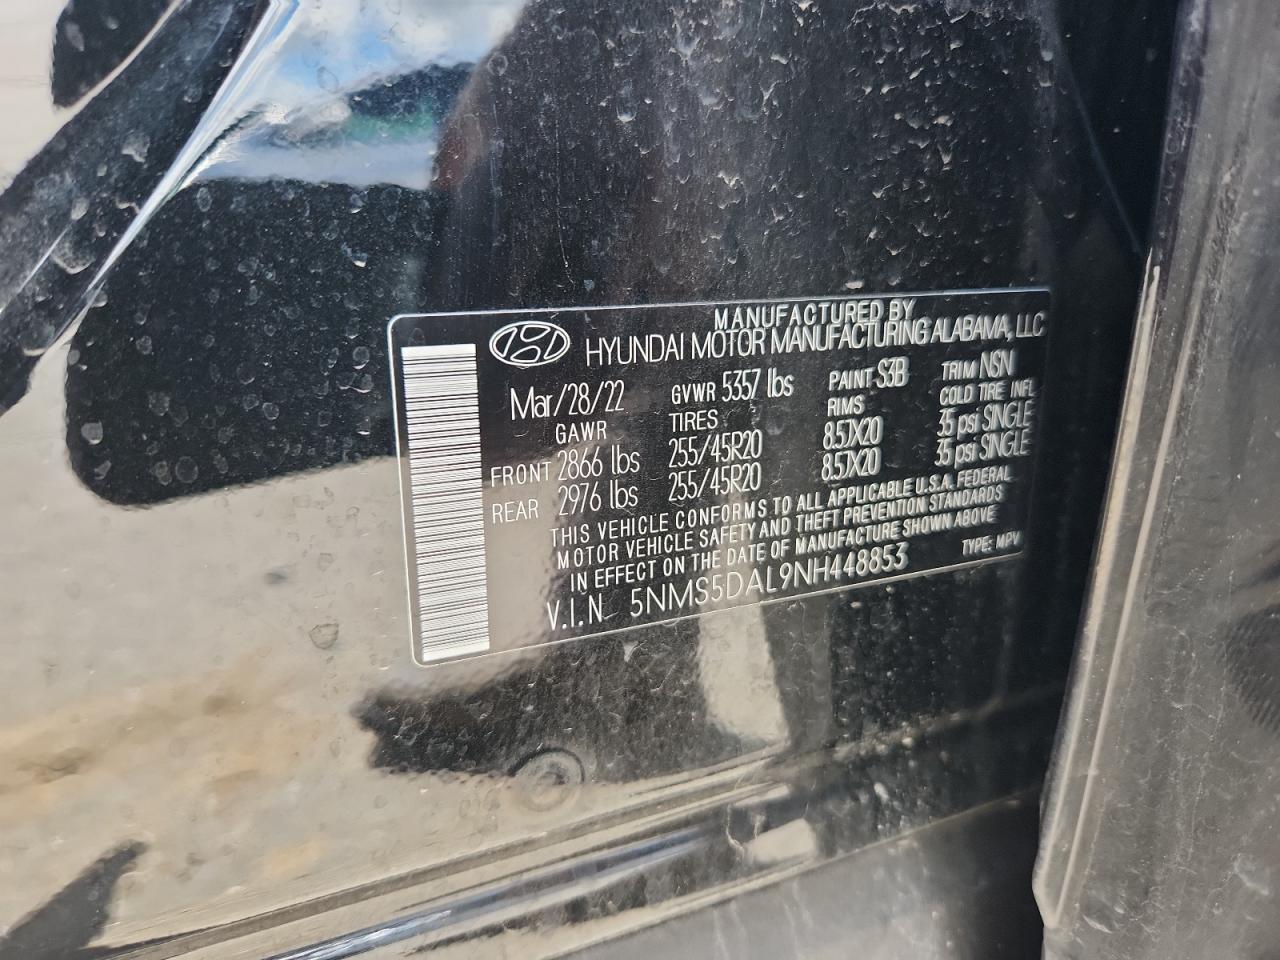 MANUFACTURED BY
HYUNDAI MOTOR MANUFACTURING ALABAMA, LLC
Mar/28/22 GVWR 5357 lbs PAINT S3B TRIM NSN
GAWR TIRES RIMS COLD TIRE INFL
FRONT 2866 lbs 255/45R20 8.5JX20 35 psi SINGLE
REAR 2976 lbs 255/45R20 8.5JX20 35 psi SINGLE
THIS VEHICLE CONFORMS TO ALL APPLICABLE U.S.A. FEDERAL
MOTOR VEHICLE SAFETY AND THEFT PREVENTION STANDARDS
IN EFFECT ON THE DATE OF MANUFACTURE SHOWN ABOVE
V.I.N 5NMS5DAL9NH448853 TYPE: MPV